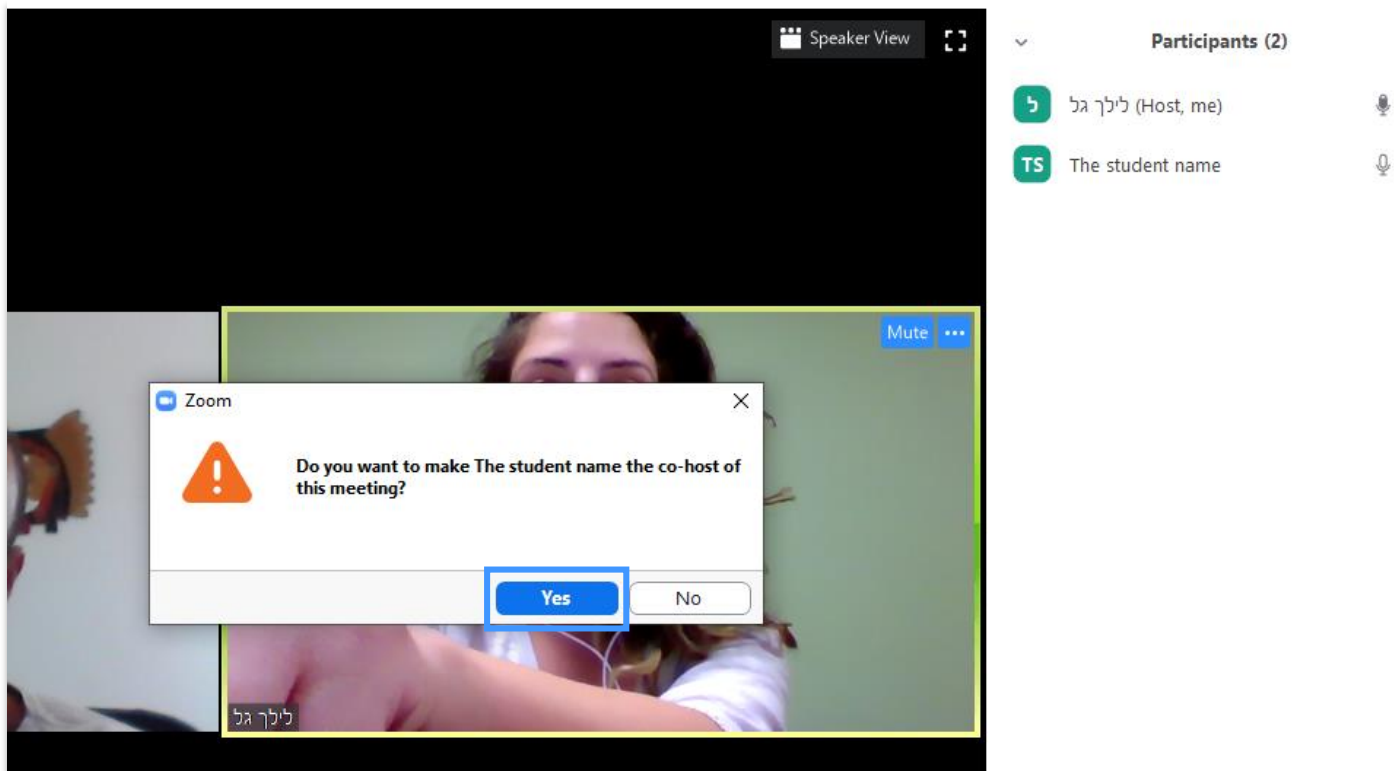 Speaker View
Participants (2)
ל
לילך גל (Host, me)
TS
The student name
Mute
Zoom
Do you want to make The student name the co-host of
this meeting?
Yes
No
לילך גל